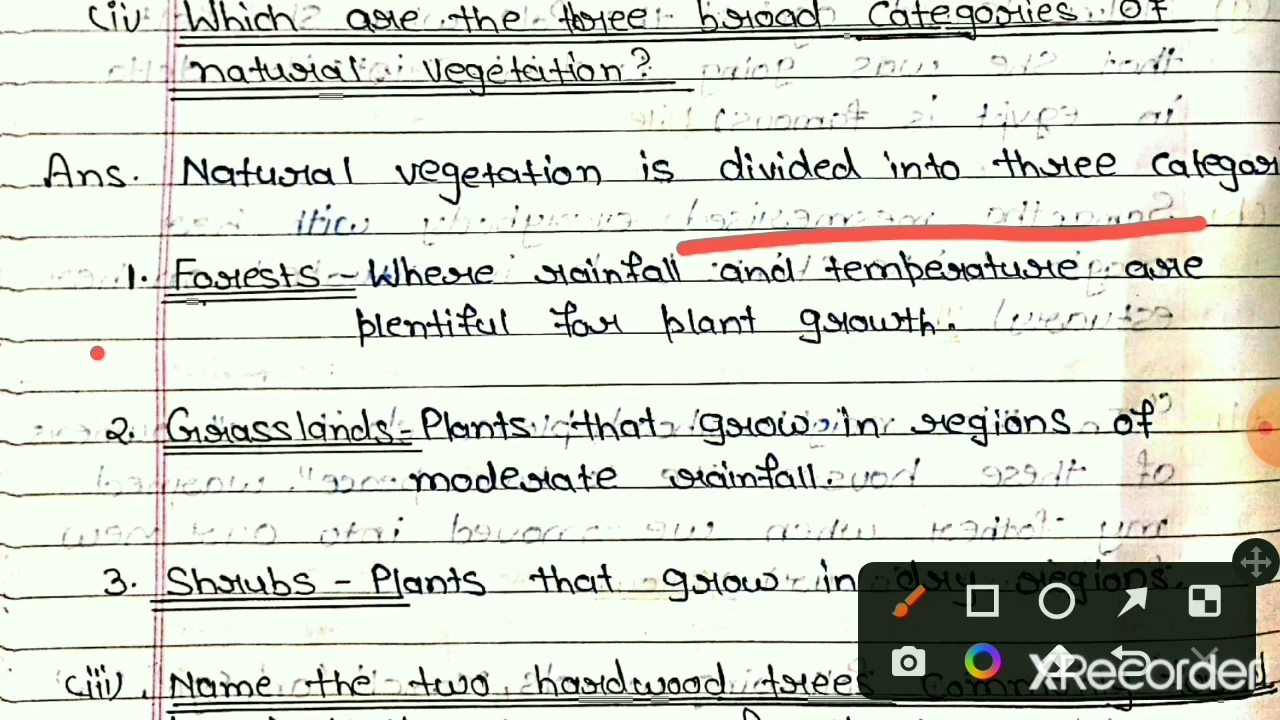 (ii) Which are the three broad categories of
natural vegetation?
Ans. Natural vegetation is divided into three categori
1. Forests - Where rainfall and temperature are
plentiful for plant growth.
2. Grasslands - Plants that grow in regions of
moderate rainfall.
3. Shrubs - Plants that grow in dry regions.
(iii) Name the two hardwood trees
XRecorder